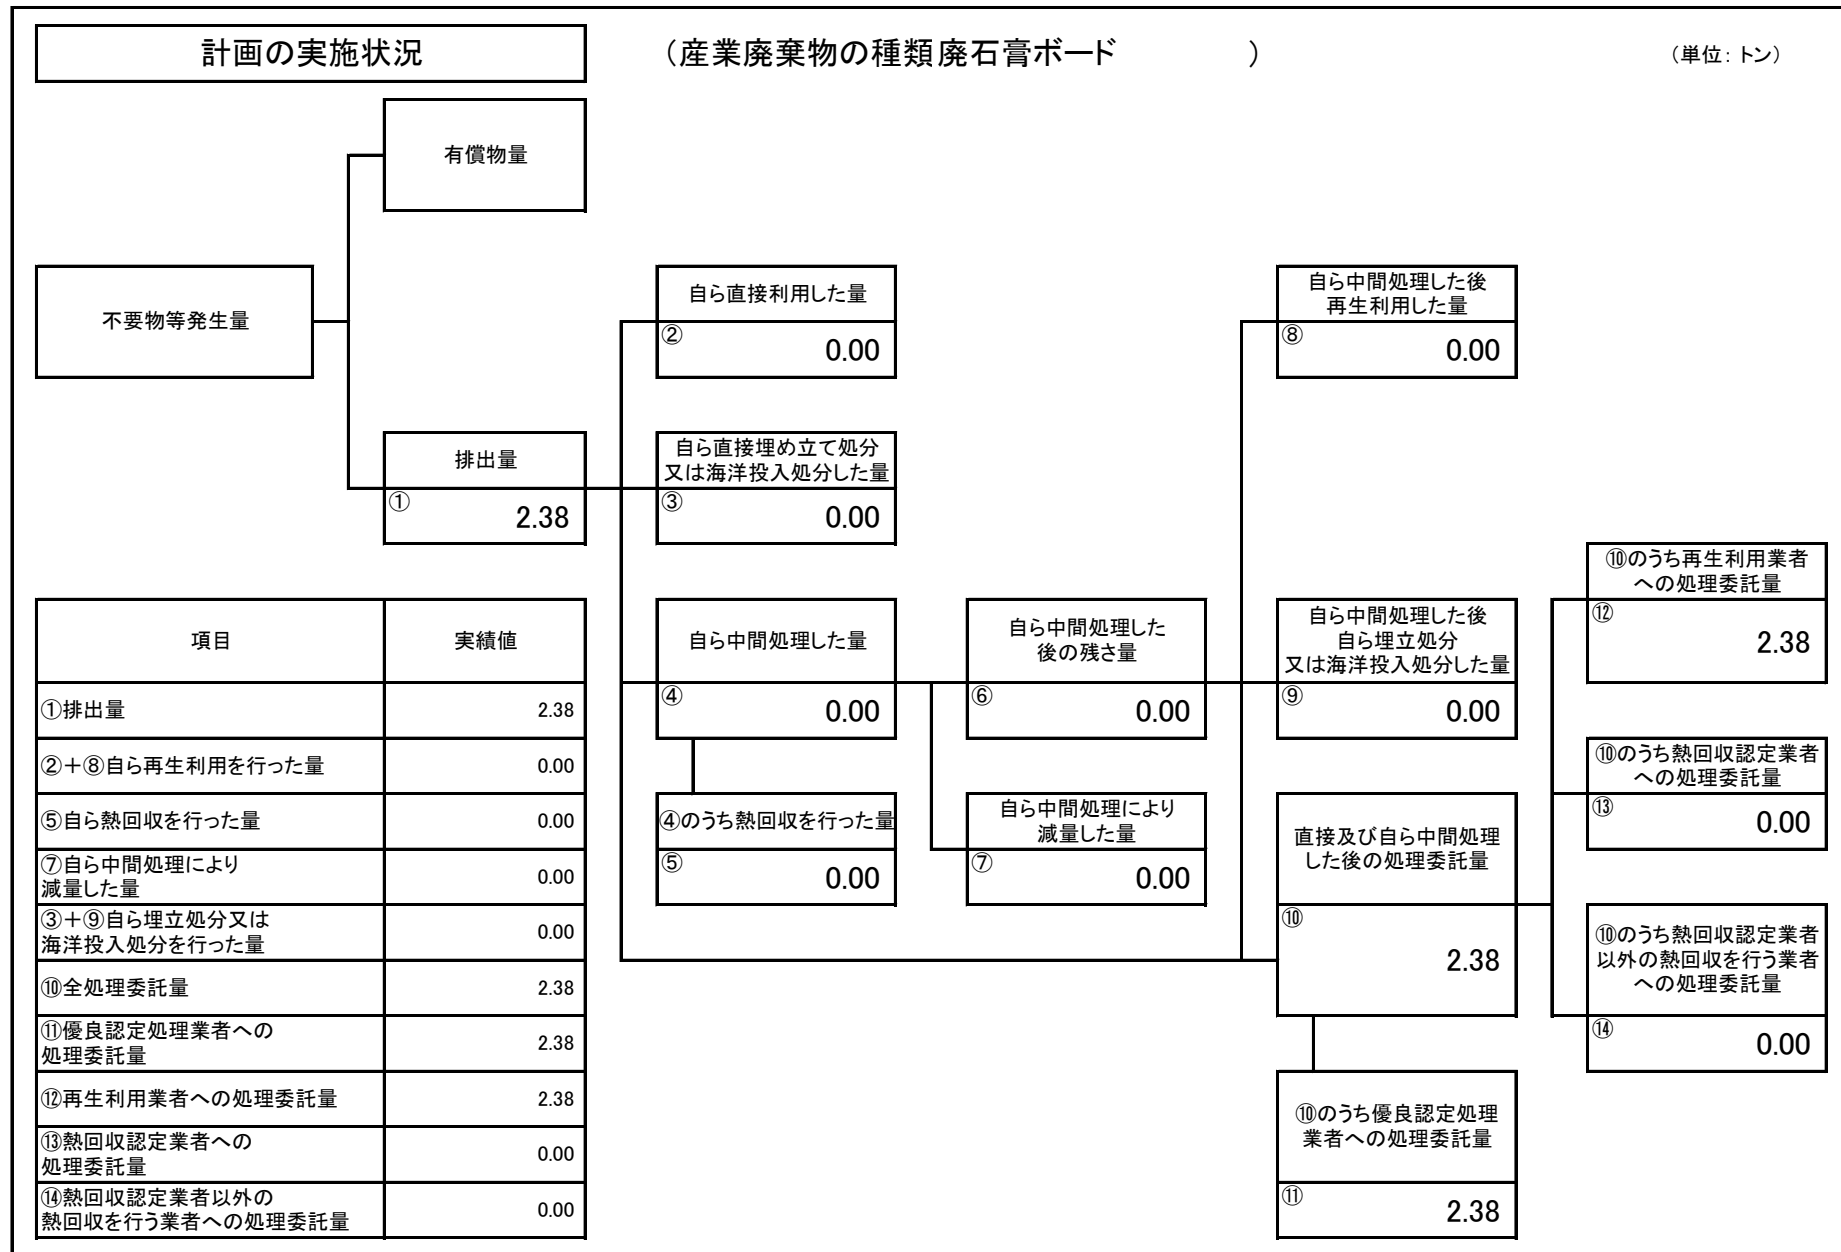 計画の実施状況
(産業廃棄物の種類廃石膏ボード　　　　)
(単位：トン)
有償物量
不要物等発生量
自ら直接利用した量
②
0.00
自ら中間処理した後
再生利用した量
⑧
0.00
排出量
①
2.38
自ら直接埋め立て処分
又は海洋投入処分した量
③
0.00
⑩のうち再生利用業者
への処理委託量
⑫
2.38
自ら中間処理した量
④
0.00
自ら中間処理した
後の残さ量
⑥
0.00
自ら中間処理した後
自ら埋立処分
又は海洋投入処分した量
⑨
0.00
⑩のうち熱回収認定業者
への処理委託量
⑬
0.00
④のうち熱回収を行った量
⑤
0.00
自ら中間処理により
減量した量
⑦
0.00
直接及び自ら中間処理
した後の処理委託量
⑩
2.38
⑩のうち熱回収認定業者
以外の熱回収を行う業者
への処理委託量
⑭
0.00
⑩のうち優良認定処理
業者への処理委託量
⑪
2.38
項目 実績値
①排出量 2.38
②＋⑧自ら再生利用を行った量 0.00
⑤自ら熱回収を行った量 0.00
⑦自ら中間処理により
減量した量 0.00
③＋⑨自ら埋立処分又は
海洋投入処分を行った量 0.00
⑩全処理委託量 2.38
⑪優良認定処理業者への
処理委託量 2.38
⑫再生利用業者への処理委託量 2.38
⑬熱回収認定業者への
処理委託量 0.00
⑭熱回収認定業者以外の
熱回収を行う業者への処理委託量 0.00